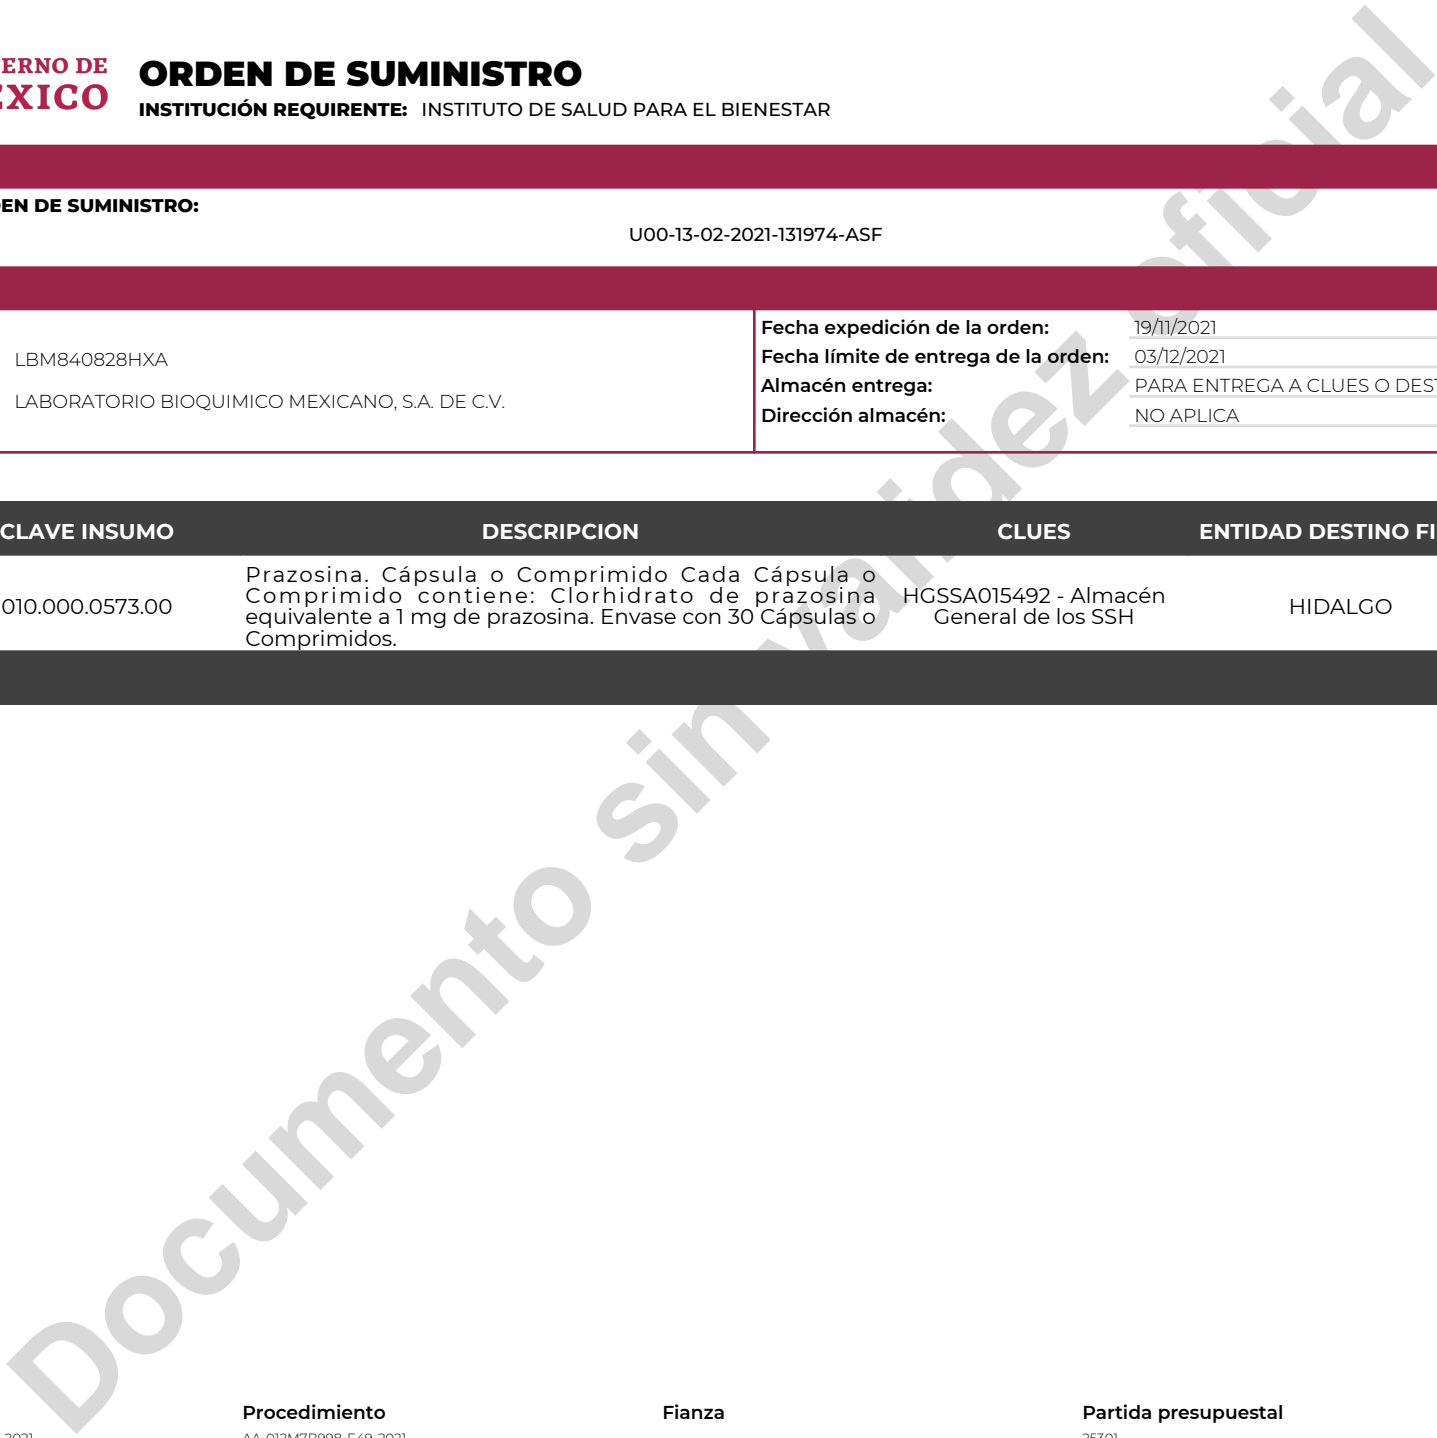 ERNO DE
ÉXICO
ORDEN DE SUMINISTRO
INSTITUCIÓN REQUIRENTE: INSTITUTO DE SALUD PARA EL BIENESTAR
EN DE SUMINISTRO:
U00-13-02-2021-131974-ASF
LBM840828HXA
LABORATORIO BIOQUIMICO MEXICANO, S.A. DE C.V.
Fecha expedición de la orden: 19/11/2021
Fecha límite de entrega de la orden: 03/12/2021
Almacén entrega: PARA ENTREGA A CLUES O DEST
Dirección almacén: NO APLICA
CLAVE INSUMO DESCRIPCION CLUES ENTIDAD DESTINO FI
010.000.0573.00
Prazosina. Cápsula o Comprimido Cada Cápsula o
Comprimido contiene: Clorhidrato de prazosina
equivalente a 1 mg de prazosina. Envase con 30 Cápsulas o
Comprimidos.
HGSSA015492 - Almacén
General de los SSH
HIDALGO
Documento sin validez oficial
Procedimiento Fianza Partida presupuestal